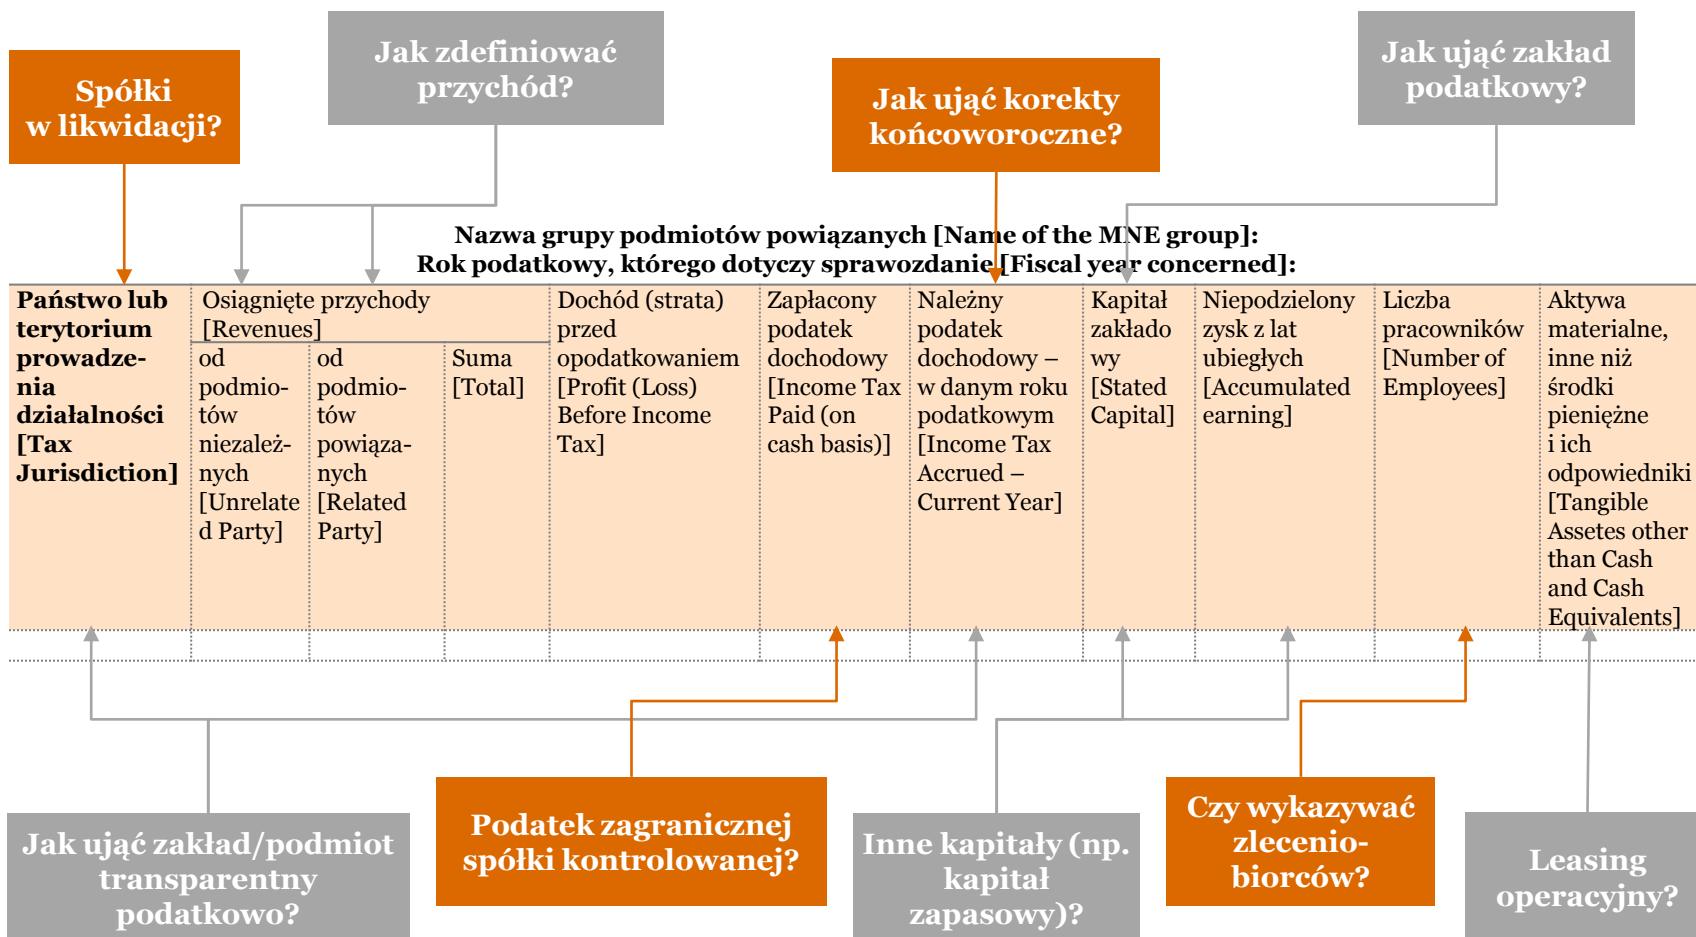 Jak zdefiniować
przychód?
Jak ująć zakład
podatkowy?
Spółki
w likwidacji?
Jak ująć korekty
końcoworoczne?
Nazwa grupy podmiotów powiązanych [Name of the MNE group]:
Rok podatkowy, którego dotyczy sprawozdanie [Fiscal year concerned]:
Państwo lub
terytorium
prowadze-
nia
działalności
[Tax
Jurisdiction]
Osiągnięte przychody
[Revenues]
od
podmio-
tów
niezależ-
nych
[Unrelate
d Party]
od
podmio-
tów
powiąza-
nych
[Related
Party]
Suma
[Total]
Dochód (strata)
przed
opodatkowaniem
[Profit (Loss)
Before Income
Tax]
Zapłacony
podatek
dochodowy
[Income Tax
Paid (on
cash basis)]
Należny
podatek
dochodowy –
w danym roku
podatkowym
[Income Tax
Accrued –
Current Year]
Kapitał
zakłado
wy
[Stated
Capital]
Niepodzielony
zysk z lat
ubiegłych
[Accumulated
earning]
Liczba
pracowników
[Number of
Employees]
Aktywa
materialne,
inne niż
środki
pieniężne
i ich
odpowiedniki
[Tangible
Assetes other
than Cash
and Cash
Equivalents]
Jak ująć zakład/podmiot
transparentny
podatkowo?
Podatek zagranicznej
spółki kontrolowanej?
Inne kapitały (np.
kapitał
zapasowy)?
Czy wykazywać
zlecenio-
biorców?
Leasing
operacyjny?